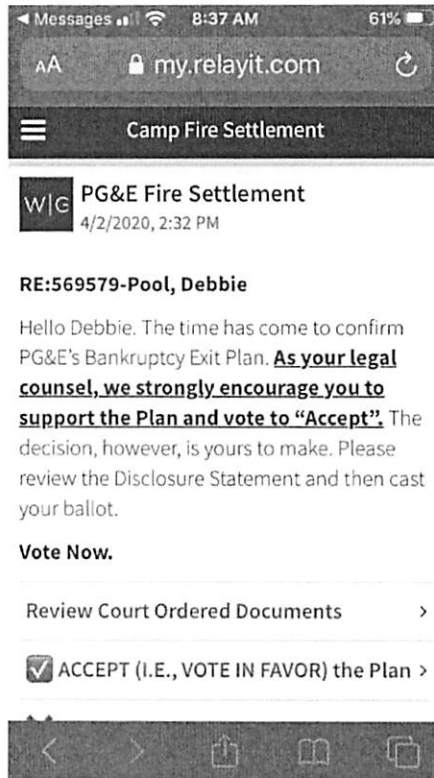 ◀ Messages 8:37 AM 61%
AA my.relayit.com
Camp Fire Settlement
W|G PG&E Fire Settlement
4/2/2020, 2:32 PM
RE:569579-Pool, Debbie
Hello Debbie. The time has come to confirm
PG&E's Bankruptcy Exit Plan. As your legal
counsel, we strongly encourage you to
support the Plan and vote to “Accept”. The
decision, however, is yours to make. Please
review the Disclosure Statement and then cast
your ballot.
Vote Now.
Review Court Ordered Documents >
☑ ACCEPT (I.E., VOTE IN FAVOR) the Plan >